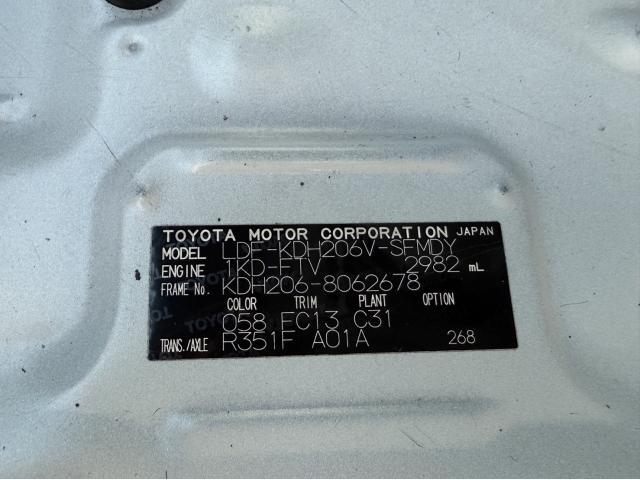 TOYOTA MOTOR CORPORATION JAPAN
MODEL LDF-KDH206V-SFMDY
ENGINE 1KD-FTV 2982 mL
FRAME No. KDH206-8062678
COLOR TRIM PLANT OPTION
058 FC13 C31
TRANS./AXLE R351F A01A 268